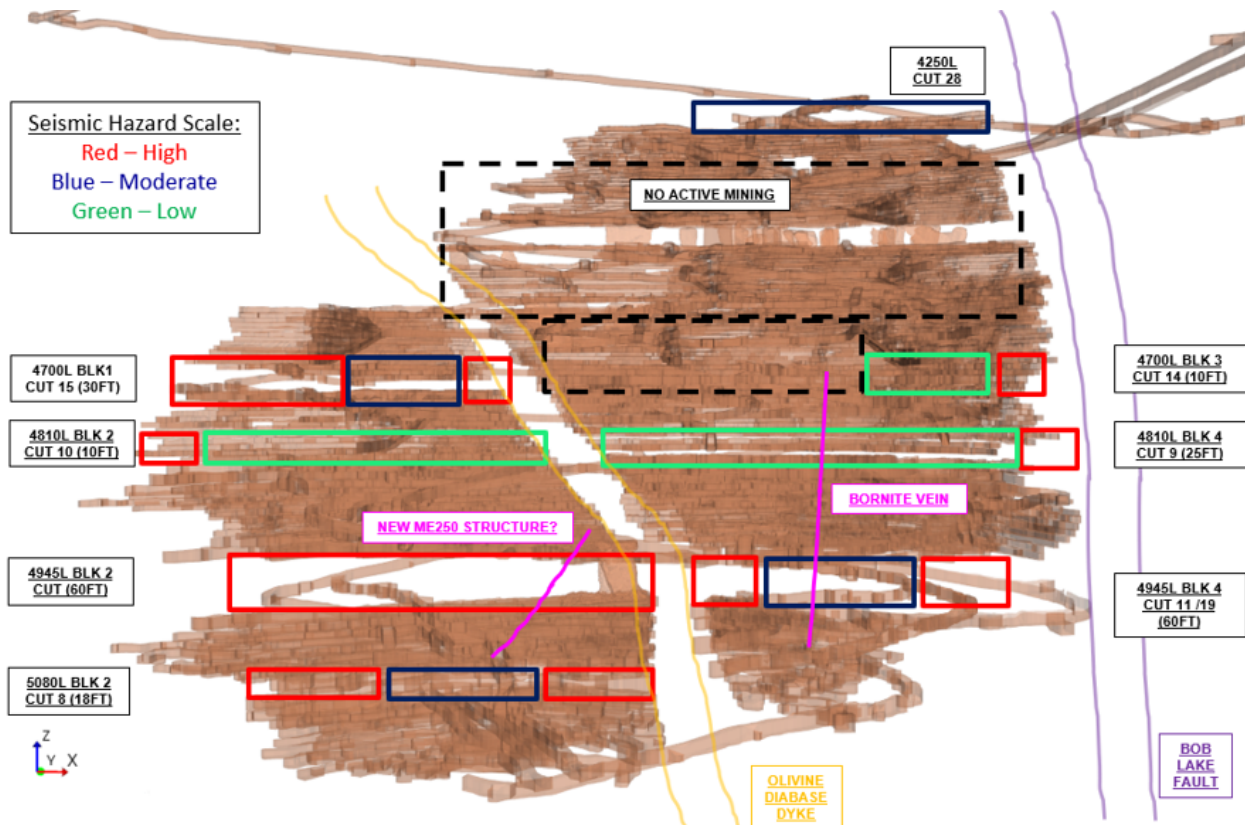 4250L
CUT 28
Seismic Hazard Scale:
Red – High
Blue – Moderate
Green – Low
NO ACTIVE MINING
4700L BLK1
CUT 15 (30FT)
4700L BLK 3
CUT 14 (10FT)
4810L BLK 2
CUT 10 (10FT)
4810L BLK 4
CUT 9 (25FT)
NEW ME250 STRUCTURE?
BORNITE VEIN
4945L BLK 2
CUT (60FT)
4945L BLK 4
CUT 11 /19
(60FT)
5080L BLK 2
CUT 8 (18FT)
Z
Y X
OLIVINE
DIABASE
DYKE
BOB
LAKE
FAULT